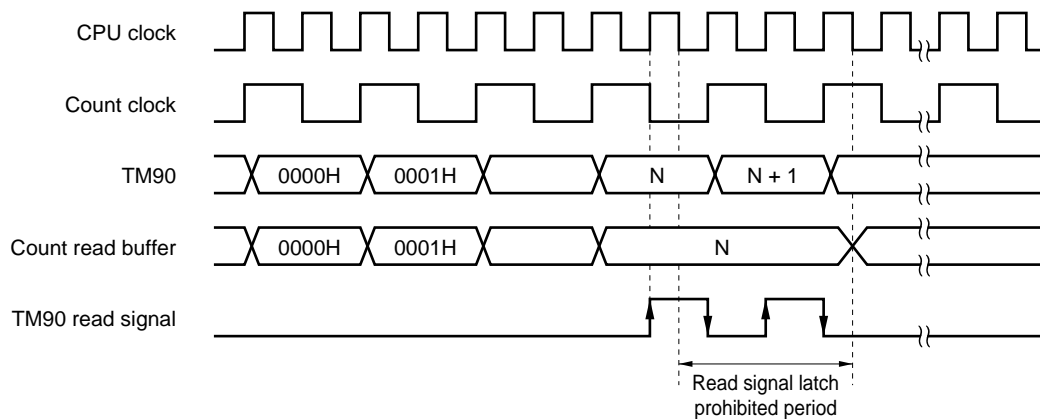 CPU clock
Count clock
TM90 0000H 0001H N N + 1
Count read buffer 0000H 0001H N
TM90 read signal
Read signal latch
prohibited period